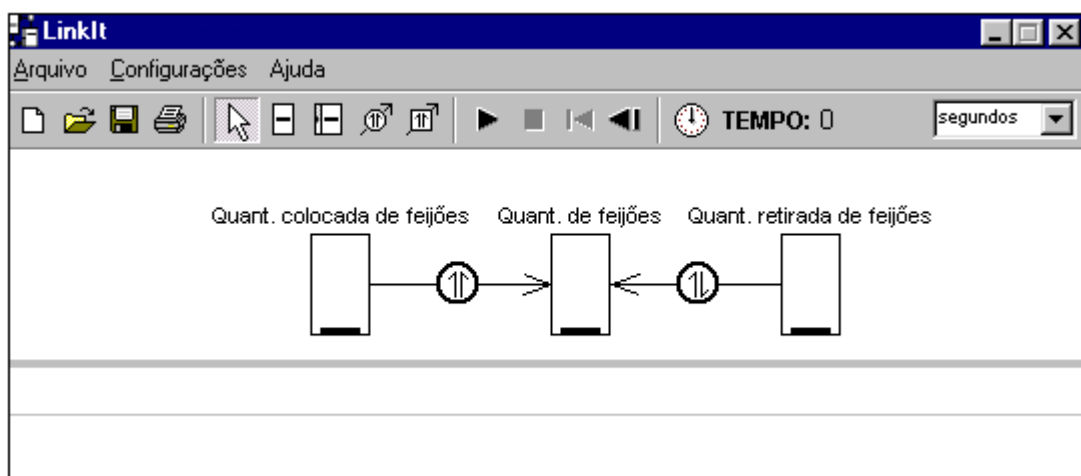 LinkIt
Arquivo Configurações Ajuda
TEMPO: 0 segundos
Quant. colocada de feijões Quant. de feijões Quant. retirada de feijões